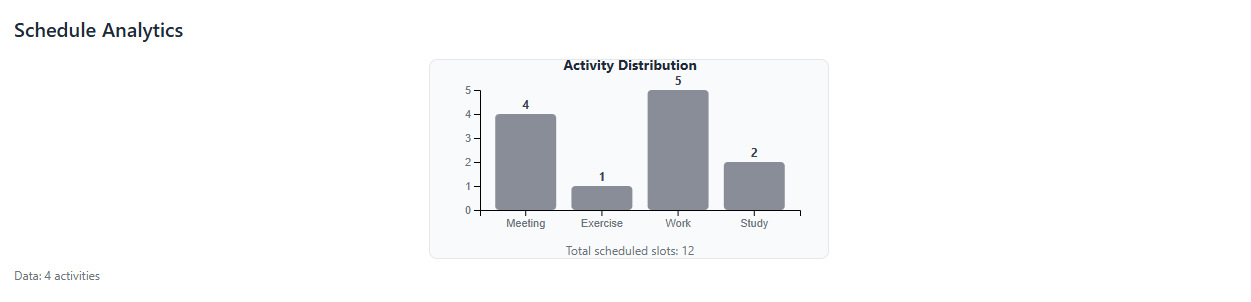 Schedule Analytics
Activity Distribution
5
4
3
2
1
0
4
1
5
2
Meeting Exercise Work Study
Total scheduled slots: 12
Data: 4 activities